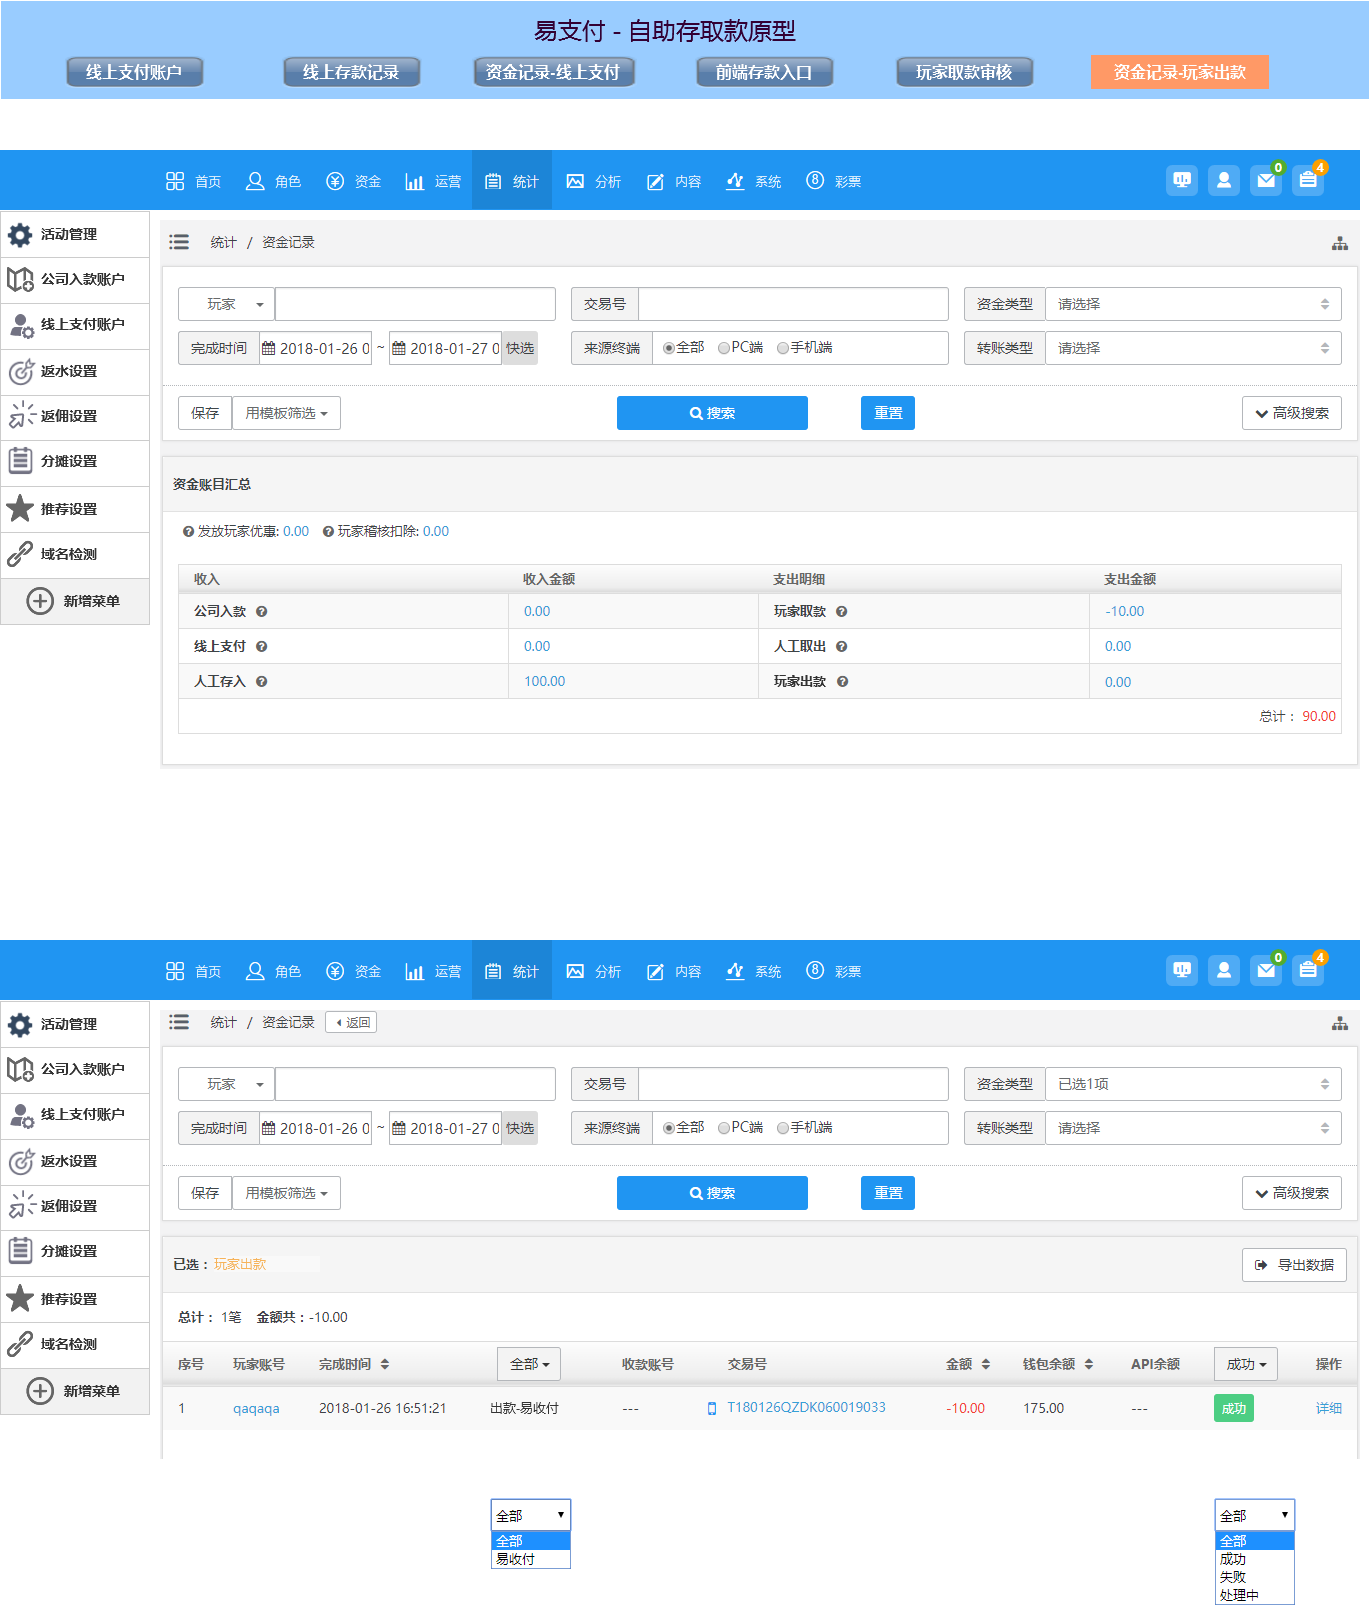 易支付 - 自助存取款原型
线上支付账户 线上存款记录 资金记录-线上支付 前端存款入口 玩家取款审核 资金记录-玩家出款
首页 角色 资金 运营 统计 分析 内容 系统 8 彩票 0 4
活动管理
公司入款账户
线上支付账户
返水设置
返佣设置
分摊设置
推荐设置
域名检测
新增菜单
统计 / 资金记录
玩家 交易号 资金类型 请选择
完成时间 2018-01-26 0 ~ 2018-01-27 0 快选 来源终端 全部 PC端 手机端 转账类型 请选择
保存 用模板筛选 搜索 重置 高级搜索
资金账目汇总
发放玩家优惠: 0.00 玩家稽核扣除: 0.00
收入 收入金额 支出明细 支出金额
公司入款 0.00 玩家取款 -10.00
线上支付 0.00 人工取出 0.00
人工存入 100.00 玩家出款 0.00
总计： 90.00
首页 角色 资金 运营 统计 分析 内容 系统 8 彩票 0 4
活动管理
公司入款账户
线上支付账户
返水设置
返佣设置
分摊设置
推荐设置
域名检测
新增菜单
统计 / 资金记录 返回
玩家 交易号 资金类型 已选1项
完成时间 2018-01-26 0 ~ 2018-01-27 0 快选 来源终端 全部 PC端 手机端 转账类型 请选择
保存 用模板筛选 搜索 重置 高级搜索
已选：玩家出款 导出数据
总计： 1笔 金额共：-10.00
序号 玩家账号 完成时间 全部 收款账号 交易号 金额 钱包余额 API余额 成功 操作
1 qaqaqa 2018-01-26 16:51:21 出款-易收付 --- T180126QZDK060019033 -10.00 175.00 --- 成功 详细
全部 全部
全部 全部
易收付 成功
失败
处理中